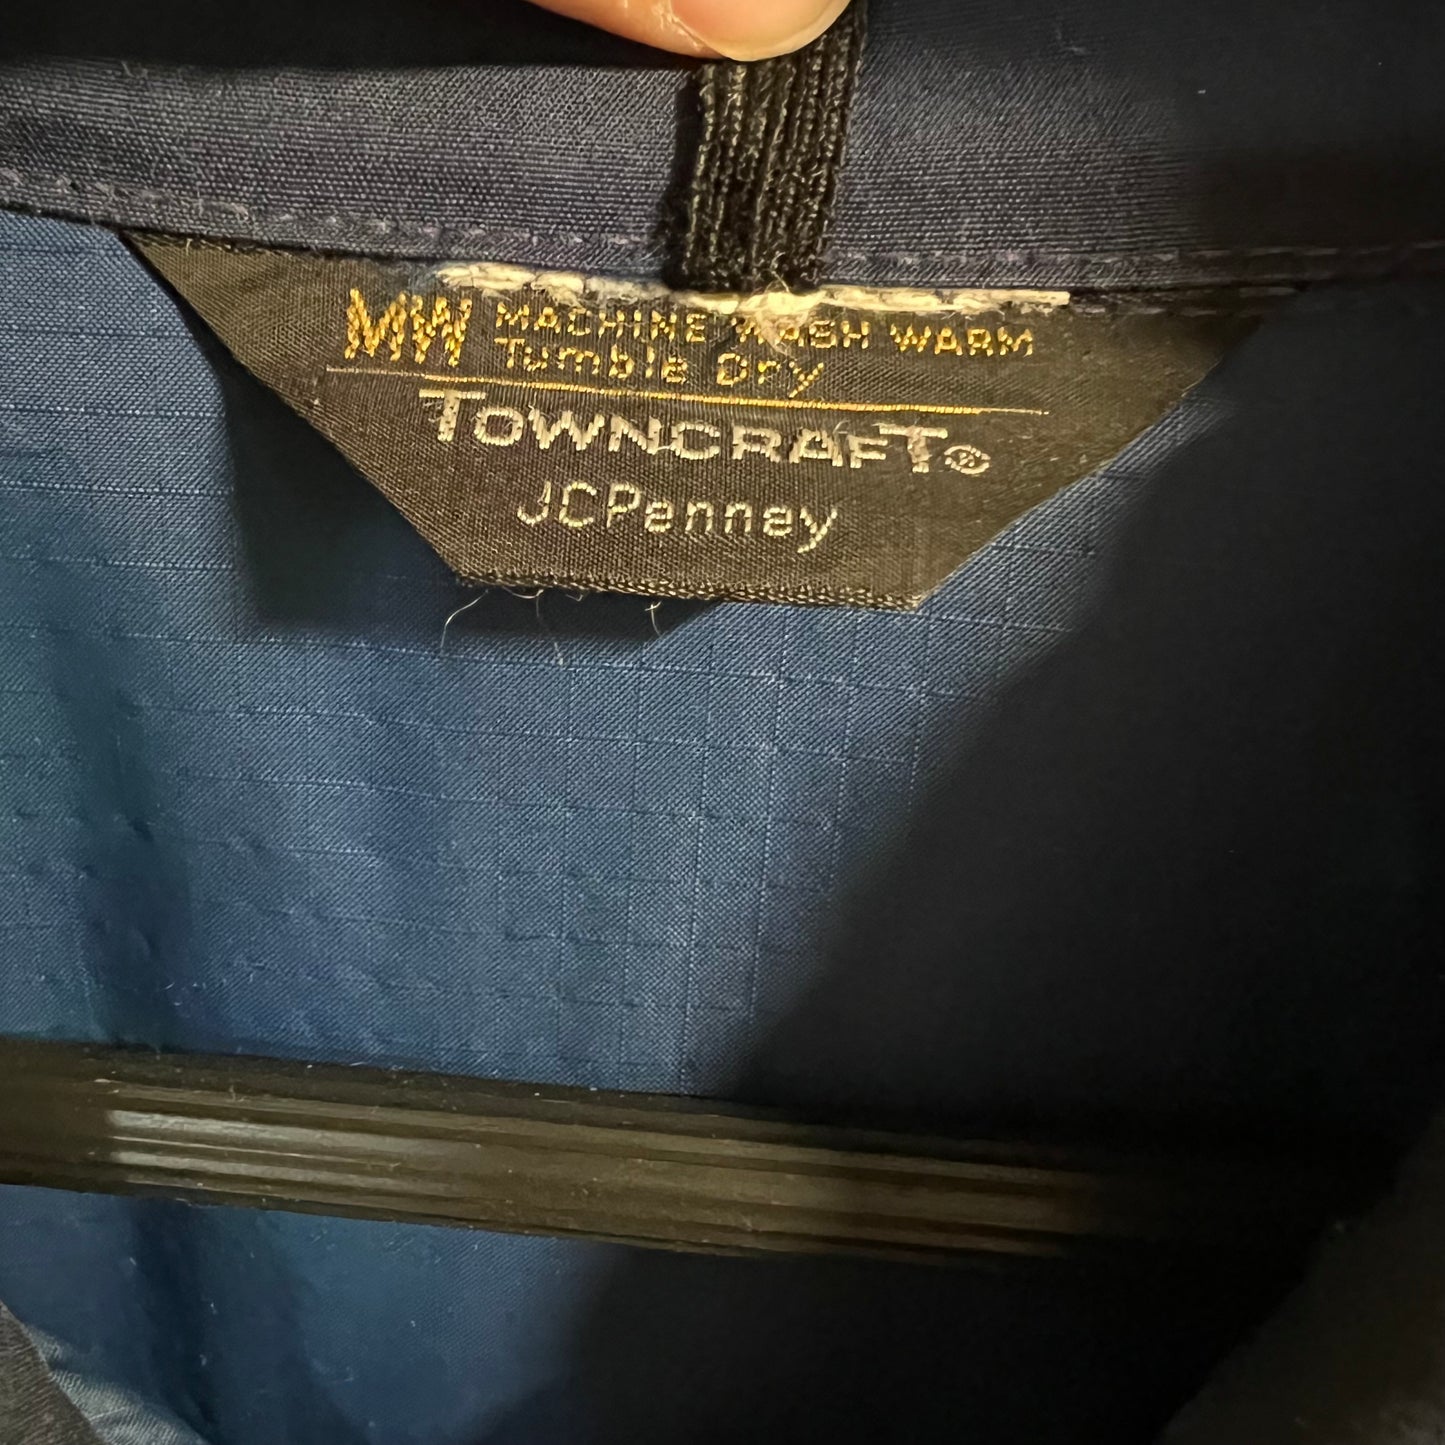 MW MACHINE WASH WARM
Tumble Dry
TOWNCRAFT®
JCPenney